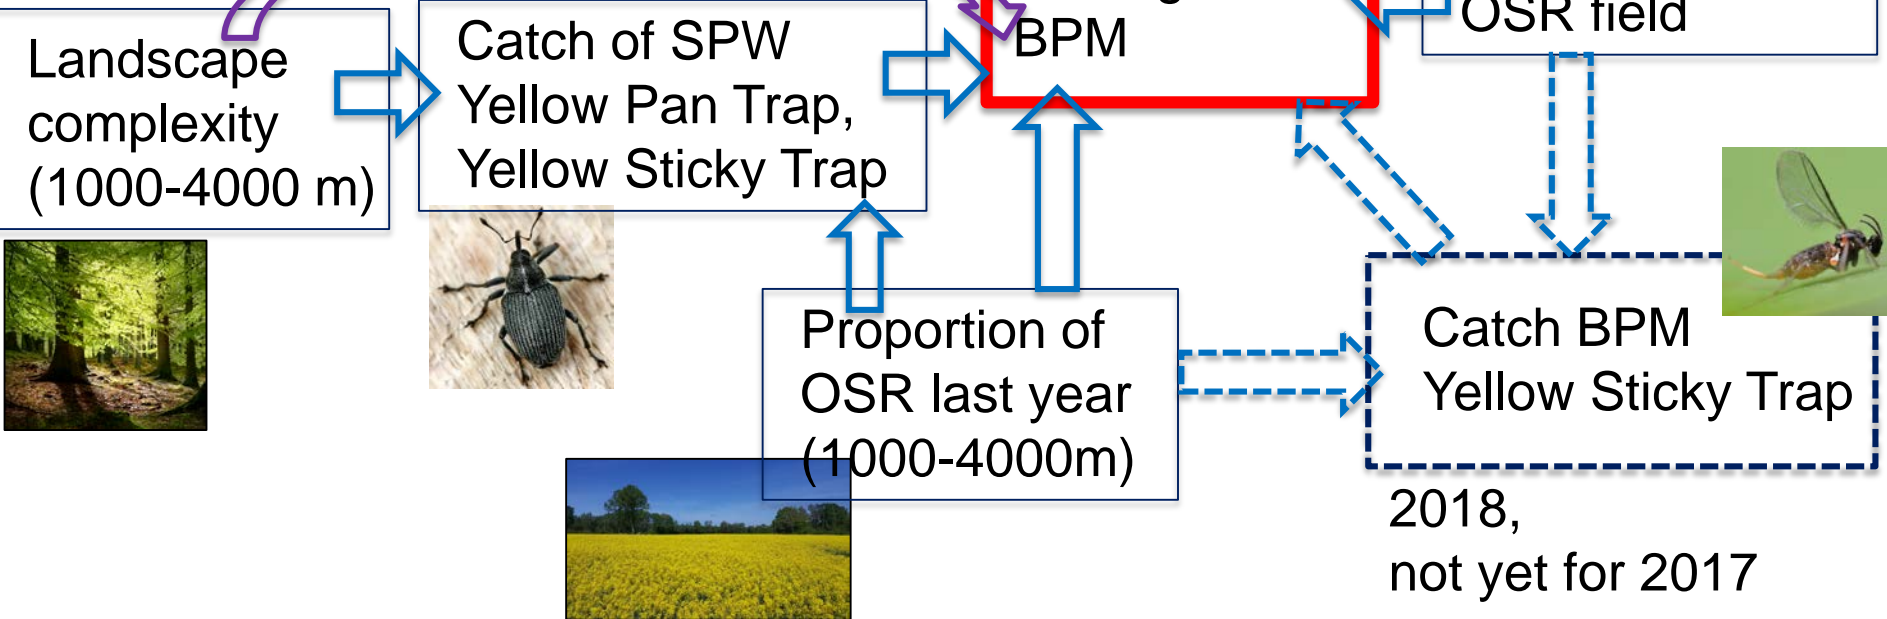 Landscape
complexity
(1000-4000 m)
Catch of SPW
Yellow Pan Trap,
Yellow Sticky Trap
BPM
OSR field
Proportion of
OSR last year
(1000-4000m)
Catch BPM
Yellow Sticky Trap
2018,
not yet for 2017